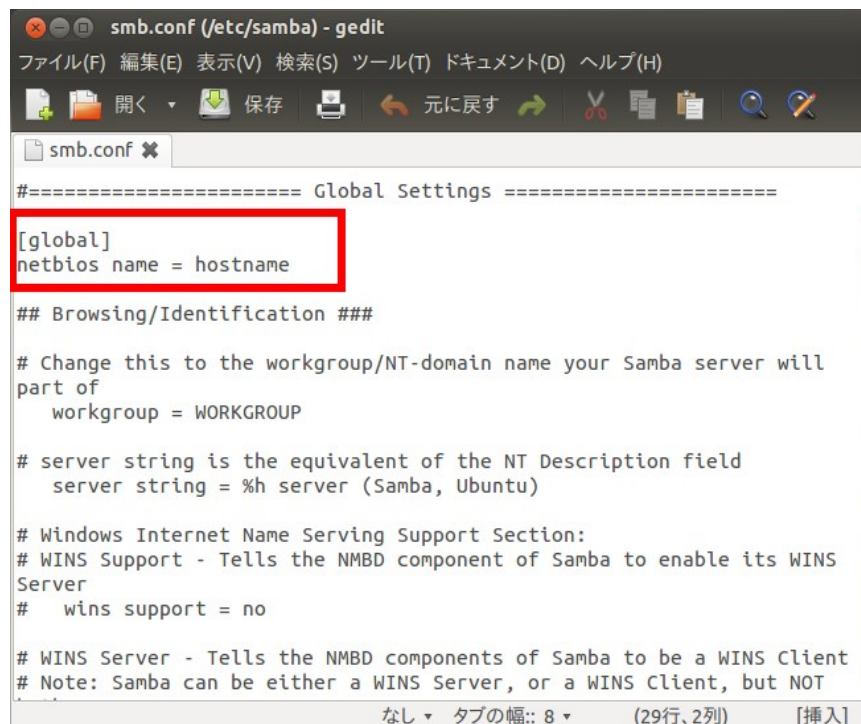 smb.conf (/etc/samba) - gedit
ファイル(F) 編集(E) 表示(V) 検索(S) ツール(T) ドキュメント(D) ヘルプ(H)
開く 保存 元に戻す
smb.conf
#======================== Global Settings =======================
[global]
netbios name = hostname
## Browsing/Identification ###
# Change this to the workgroup/NT-domain name your Samba server will
part of
workgroup = WORKGROUP
# server string is the equivalent of the NT Description field
server string = %h server (Samba, Ubuntu)
# Windows Internet Name Serving Support Section:
# WINS Support - Tells the NMBD component of Samba to enable its WINS
Server
#   wins support = no
# WINS Server - Tells the NMBD components of Samba to be a WINS Client
# Note: Samba can be either a WINS Server, or a WINS Client, but NOT
なし タブの幅:: 8 (29行、2列) [挿入]